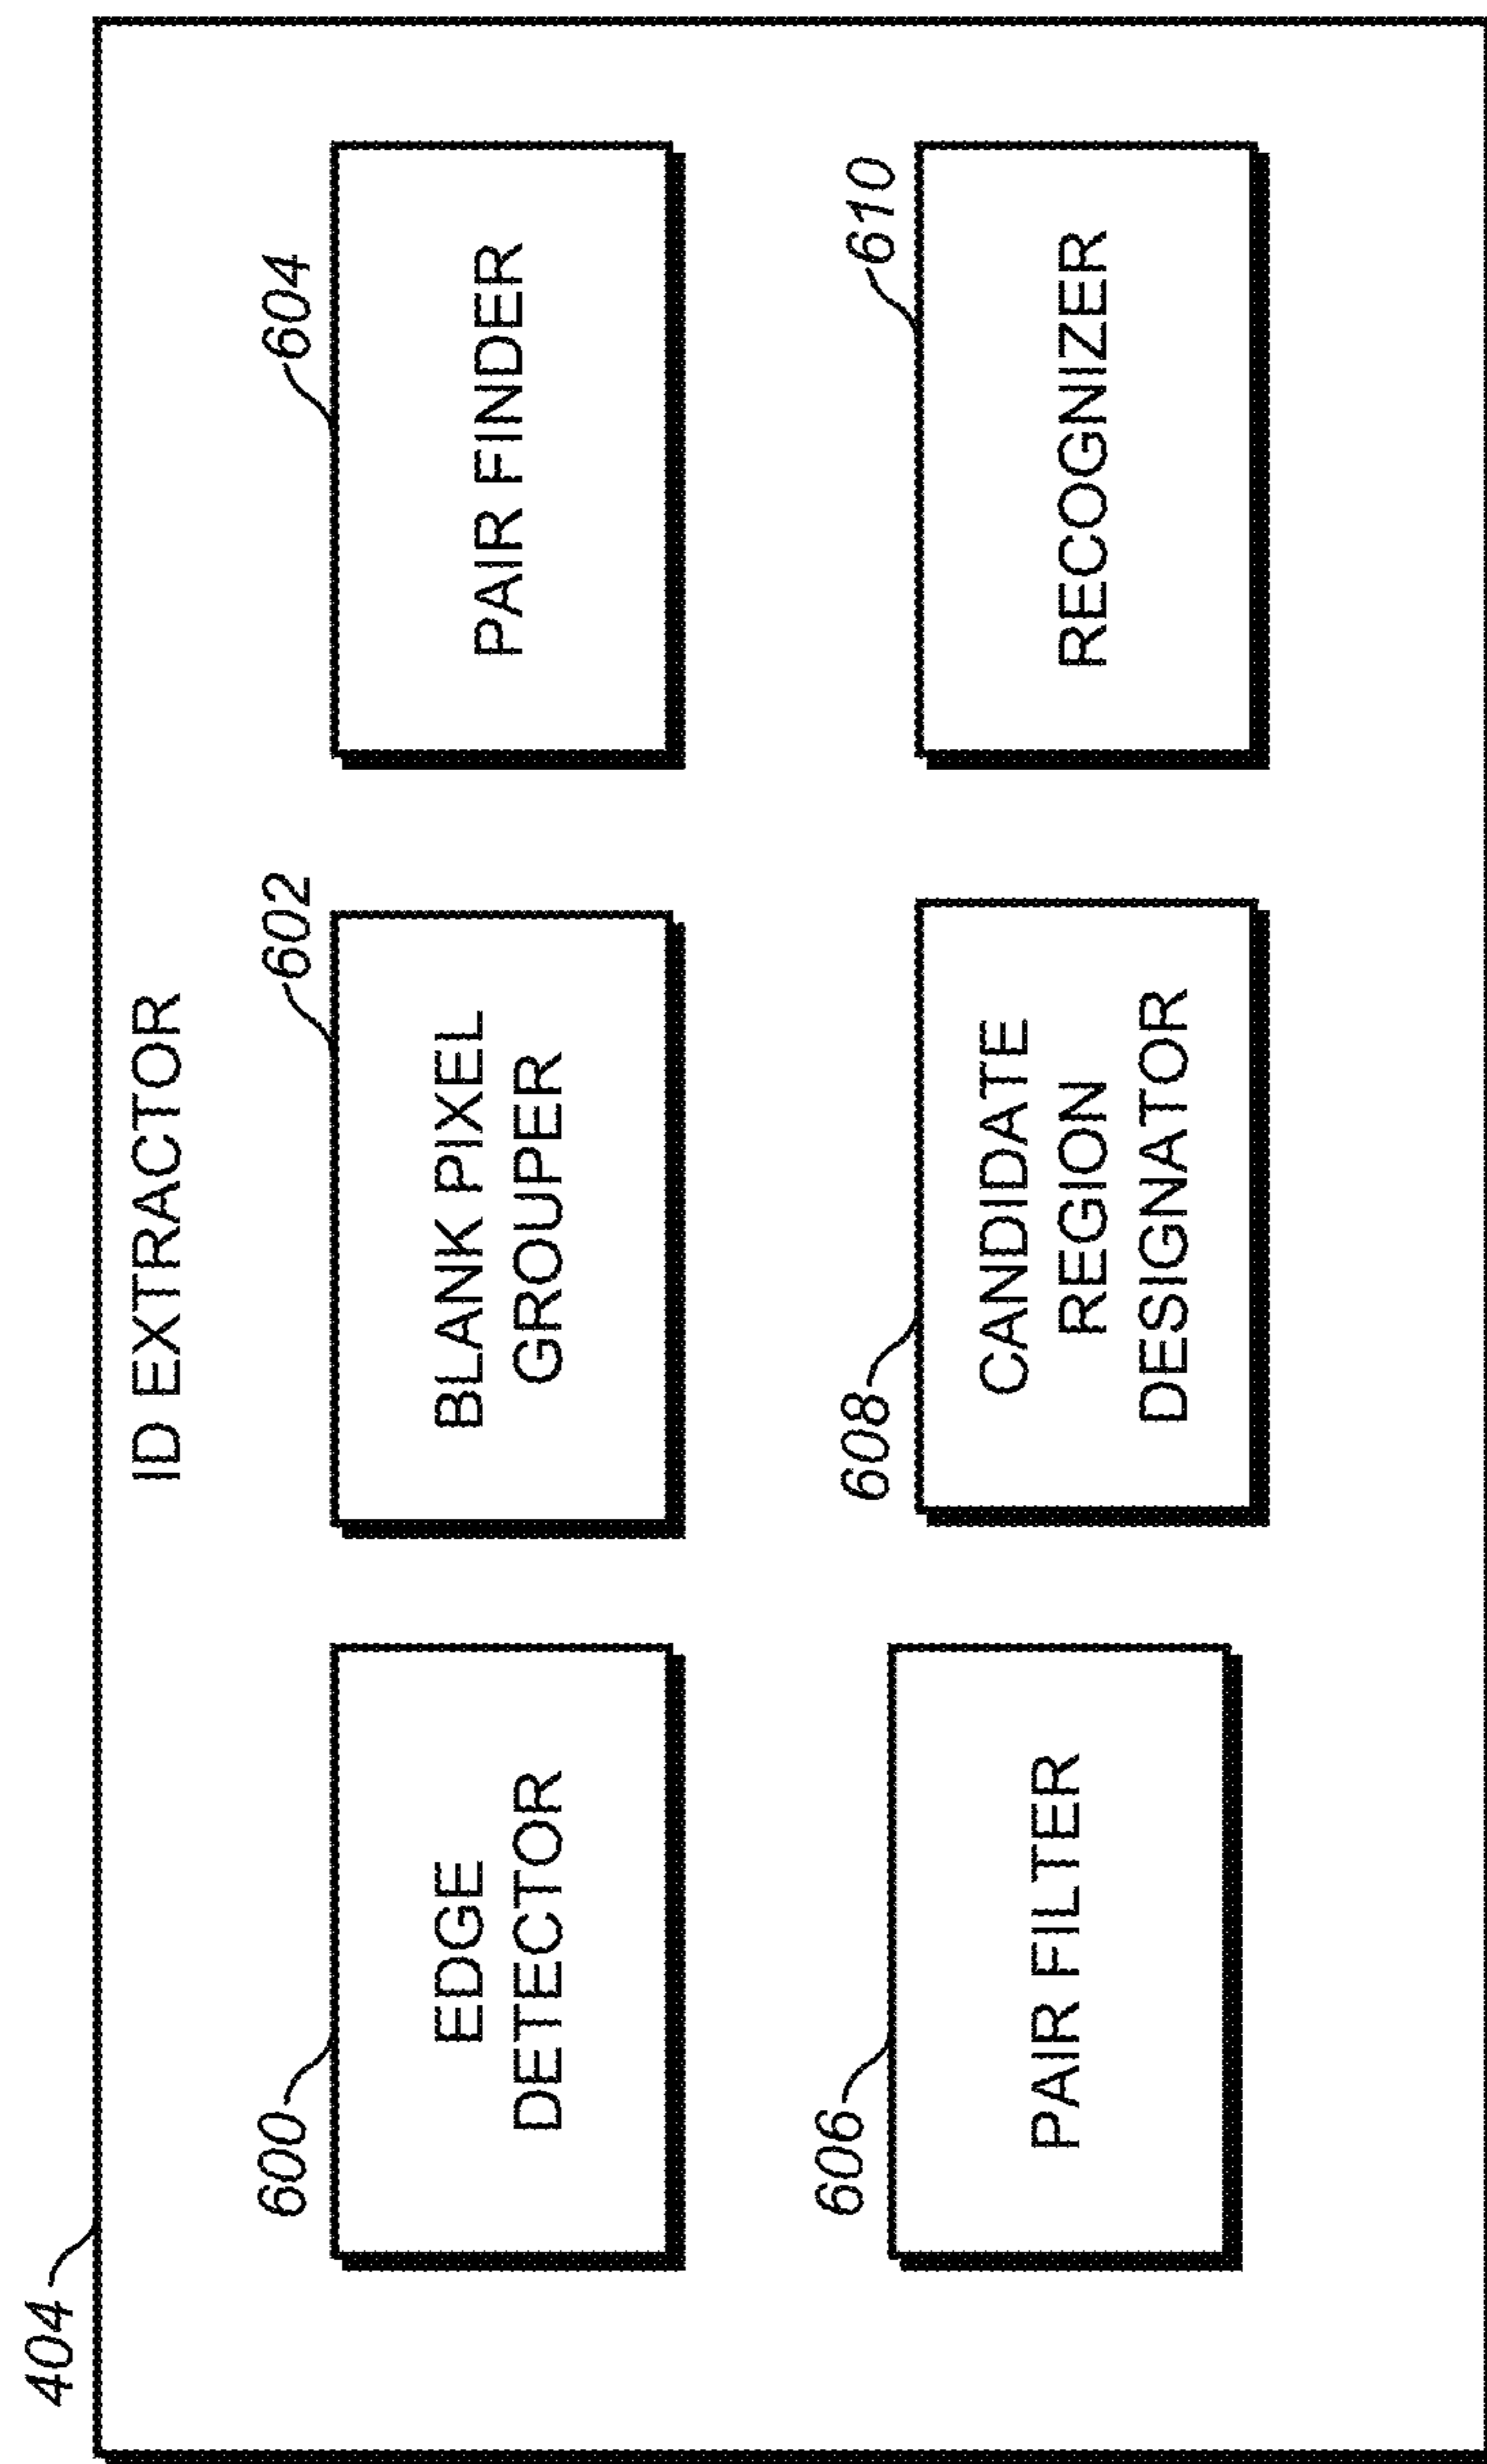 404
ID EXTRACTOR
600
EDGE
DETECTOR
602
BLANK PIXEL
GROUPER
604
PAIR FINDER
606
PAIR FILTER
608
CANDIDATE
REGION
DESIGNATOR
610
RECOGNIZER